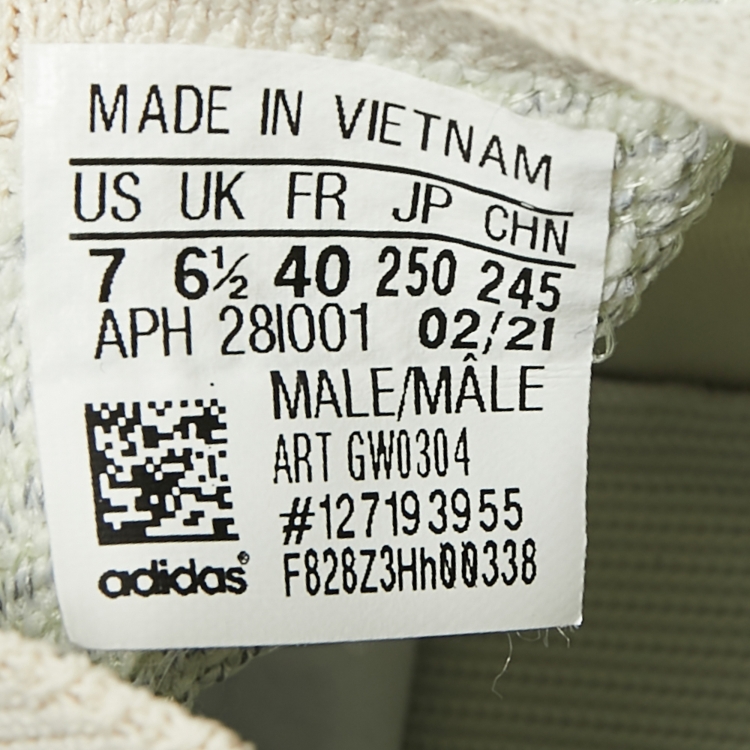 MADE IN VIETNAM
US UK FR JP CHN
7 6½ 40 250 245
APH 28I001 02/21
MALE/MÂLE
ART GW0304
#127193955
F828Z3Hh00338
adidas®